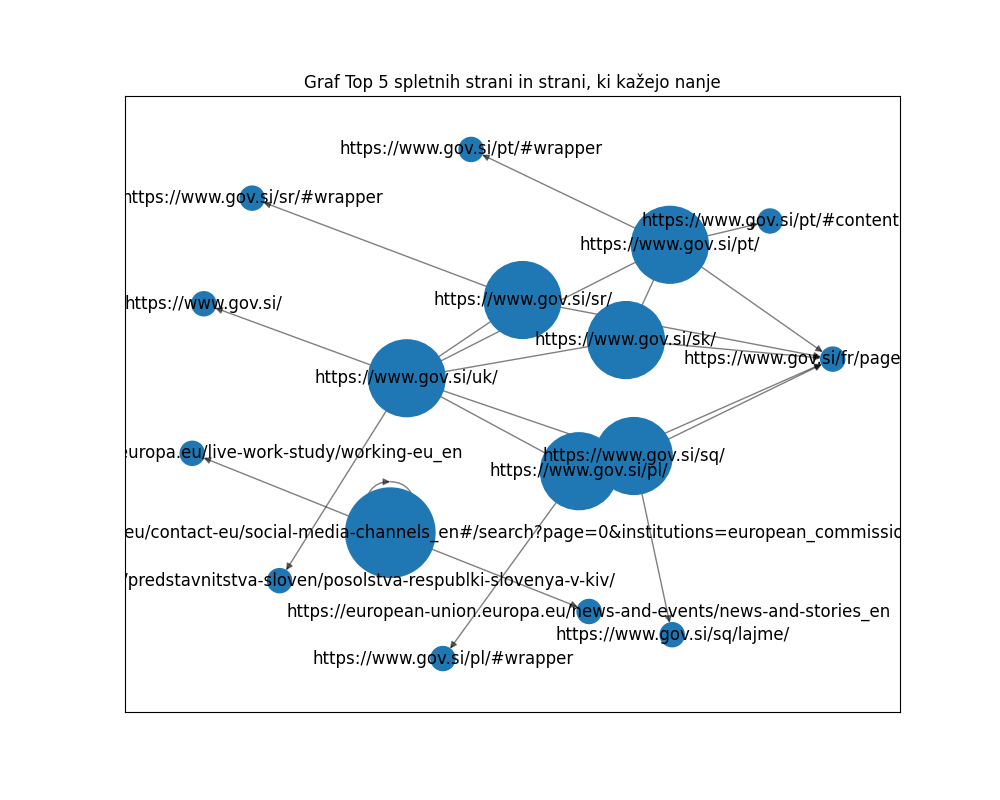 Graf Top 5 spletnih strani in strani, ki kažejo nanje
https://www.gov.si/pt/#wrapper
https://www.gov.si/sr/#wrapper
https://www.gov.si/pt/#content
https://www.gov.si/pt/
https://www.gov.si/sr/
https://www.gov.si/
https://www.gov.si/sk/
https://www.gov.si/fr/page
https://www.gov.si/uk/
europa.eu/live-work-study/working-eu_en
https://www.gov.si/sq/
https://www.gov.si/pl/
eu/contact-eu/social-media-channels_en#/search?page=0&institutions=european_commissio
/predstavnitstva-sloven/posolstva-respublki-slovenya-v-kiv/
https://european-union.europa.eu/news-and-events/news-and-stories_en
https://www.gov.si/sq/lajme/
https://www.gov.si/pl/#wrapper